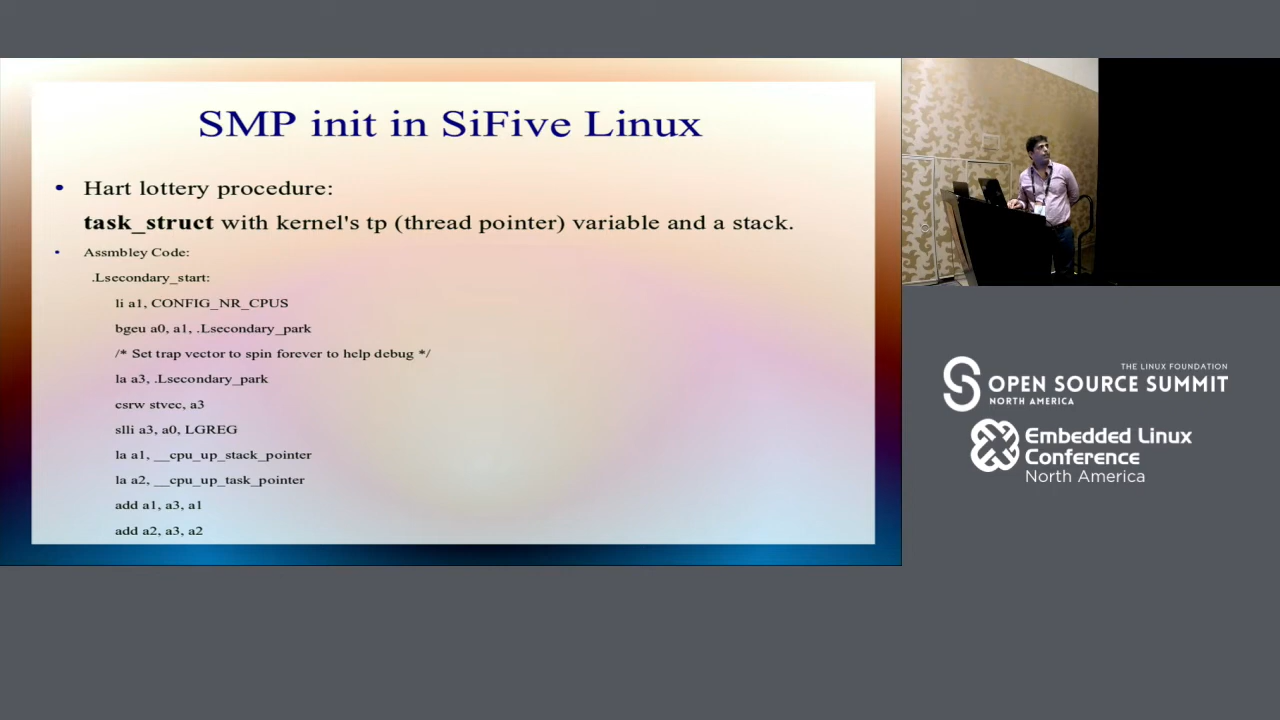 SMP init in SiFive Linux
• Hart lottery procedure:
task_struct with kernel's tp (thread pointer) variable and a stack.
• Assmbley Code:
.Lsecondary_start:
li a1, CONFIG_NR_CPUS
bgeu a0, a1, .Lsecondary_park
/* Set trap vector to spin forever to help debug */
la a3, .Lsecondary_park
csrw stvec, a3
slli a3, a0, LGREG
la a1, __cpu_up_stack_pointer
la a2, __cpu_up_task_pointer
add a1, a3, a1
add a2, a3, a2
THE LINUX FOUNDATION
OPEN SOURCE SUMMIT
NORTH AMERICA
Embedded Linux
Conference
North America